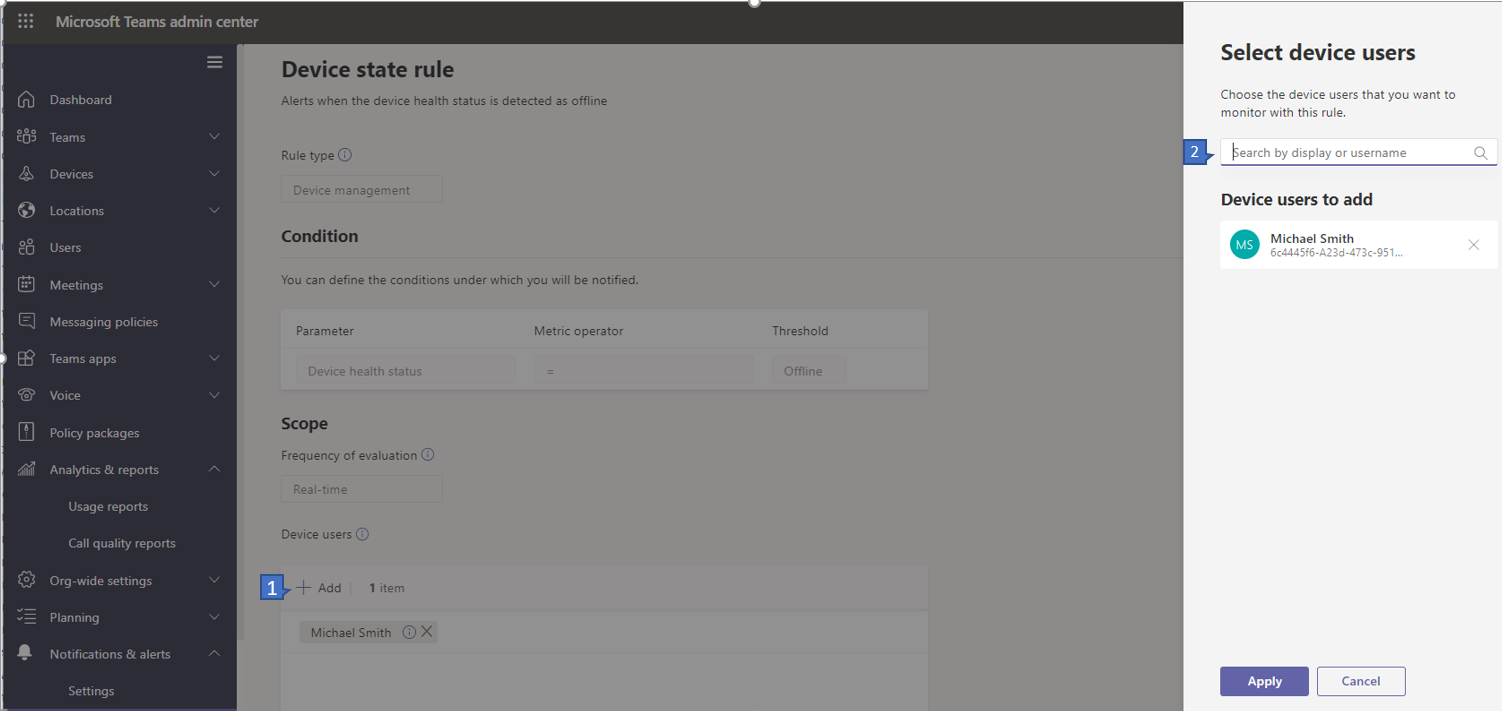 Microsoft Teams admin center
Dashboard
Teams
Devices
Locations
Users
Meetings
Messaging policies
Teams apps
Voice
Policy packages
Analytics & reports
Usage reports
Call quality reports
Org-wide settings
Planning
Notifications & alerts
Settings
Device state rule
Alerts when the device health status is detected as offline
Rule type
Device management
Condition
You can define the conditions under which you will be notified.
Parameter Metric operator Threshold
Device health status = Offline
Scope
Frequency of evaluation
Real-time
Device users
1 Add 1 item
Michael Smith
Select device users
Choose the device users that you want to
monitor with this rule.
2 Search by display or username
Device users to add
MS Michael Smith
6c4445f6-A23d-473c-951...
Apply Cancel